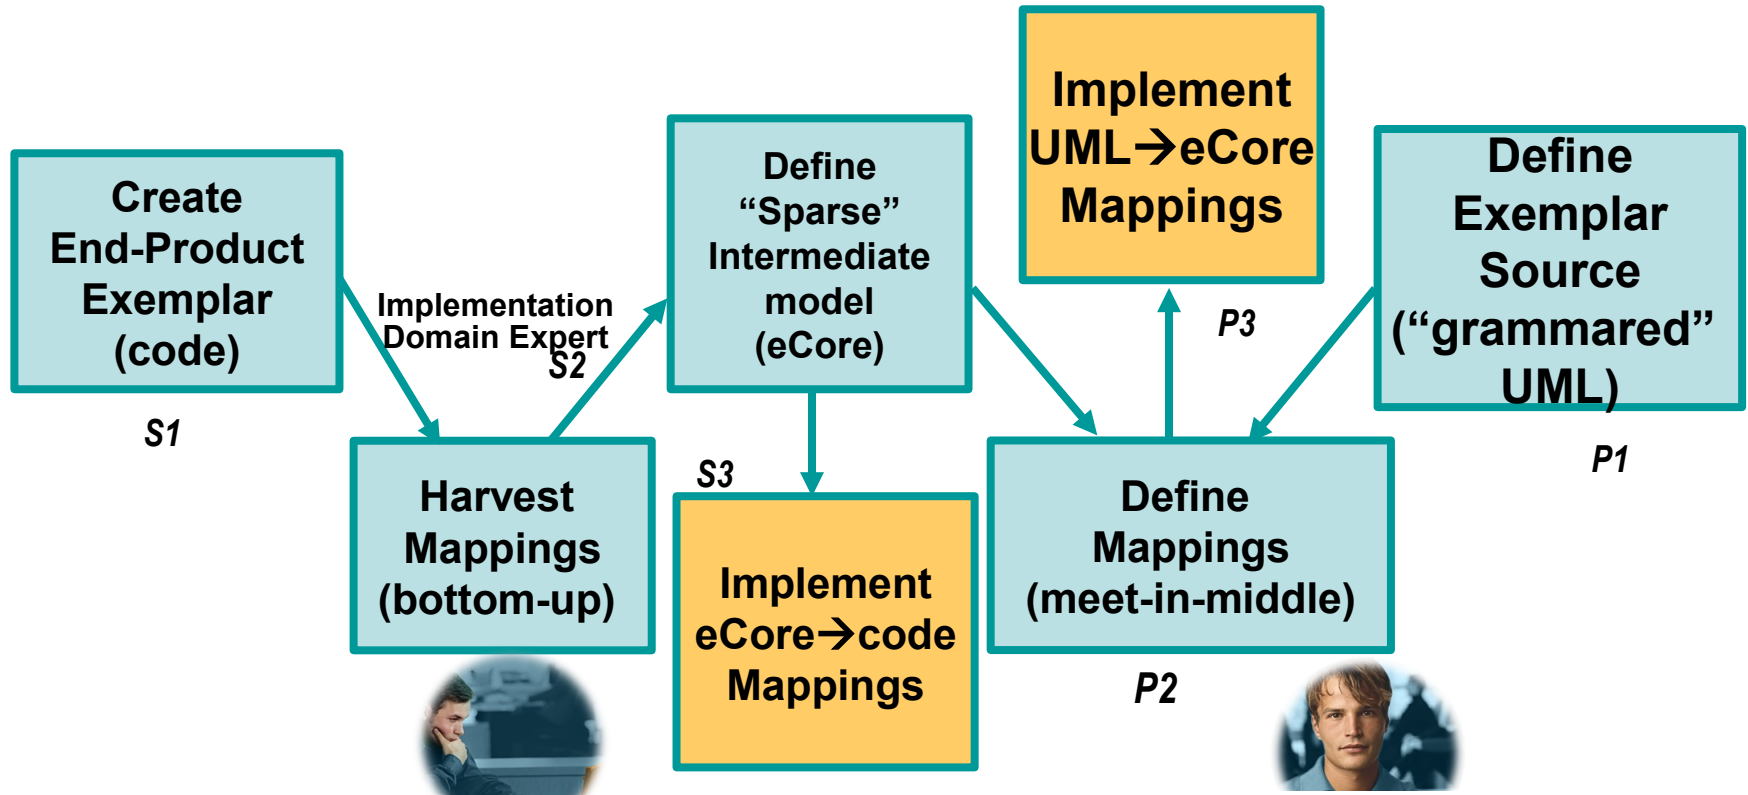 Create
End-Product
Exemplar
(code)
S1
Implementation
Domain Expert
S2
Harvest
Mappings
(bottom-up)
Define
“Sparse”
Intermediate
model
(eCore)
S3
Implement
eCore→code
Mappings
Implement
UML→eCore
Mappings
P3
Define
Mappings
(meet-in-middle)
P2
Define
Exemplar
Source
(“grammared”
UML)
P1